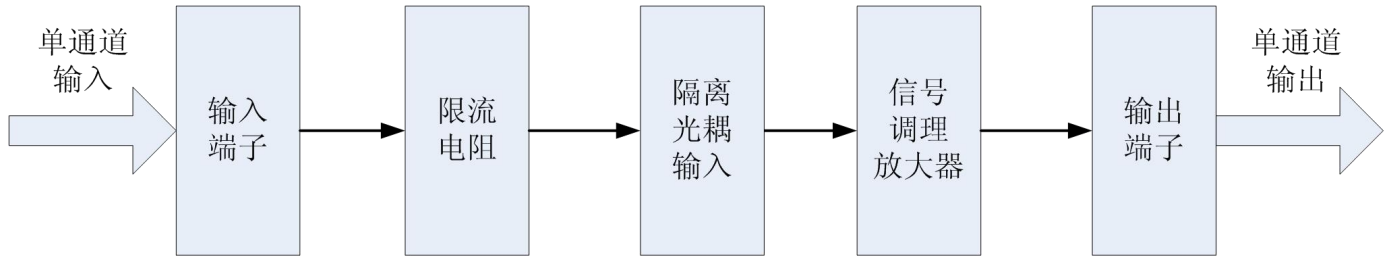 单通道
输入
输入
端子
限流
电阻
隔离
光耦
输入
信号
调理
放大器
输出
端子
单通道
输出